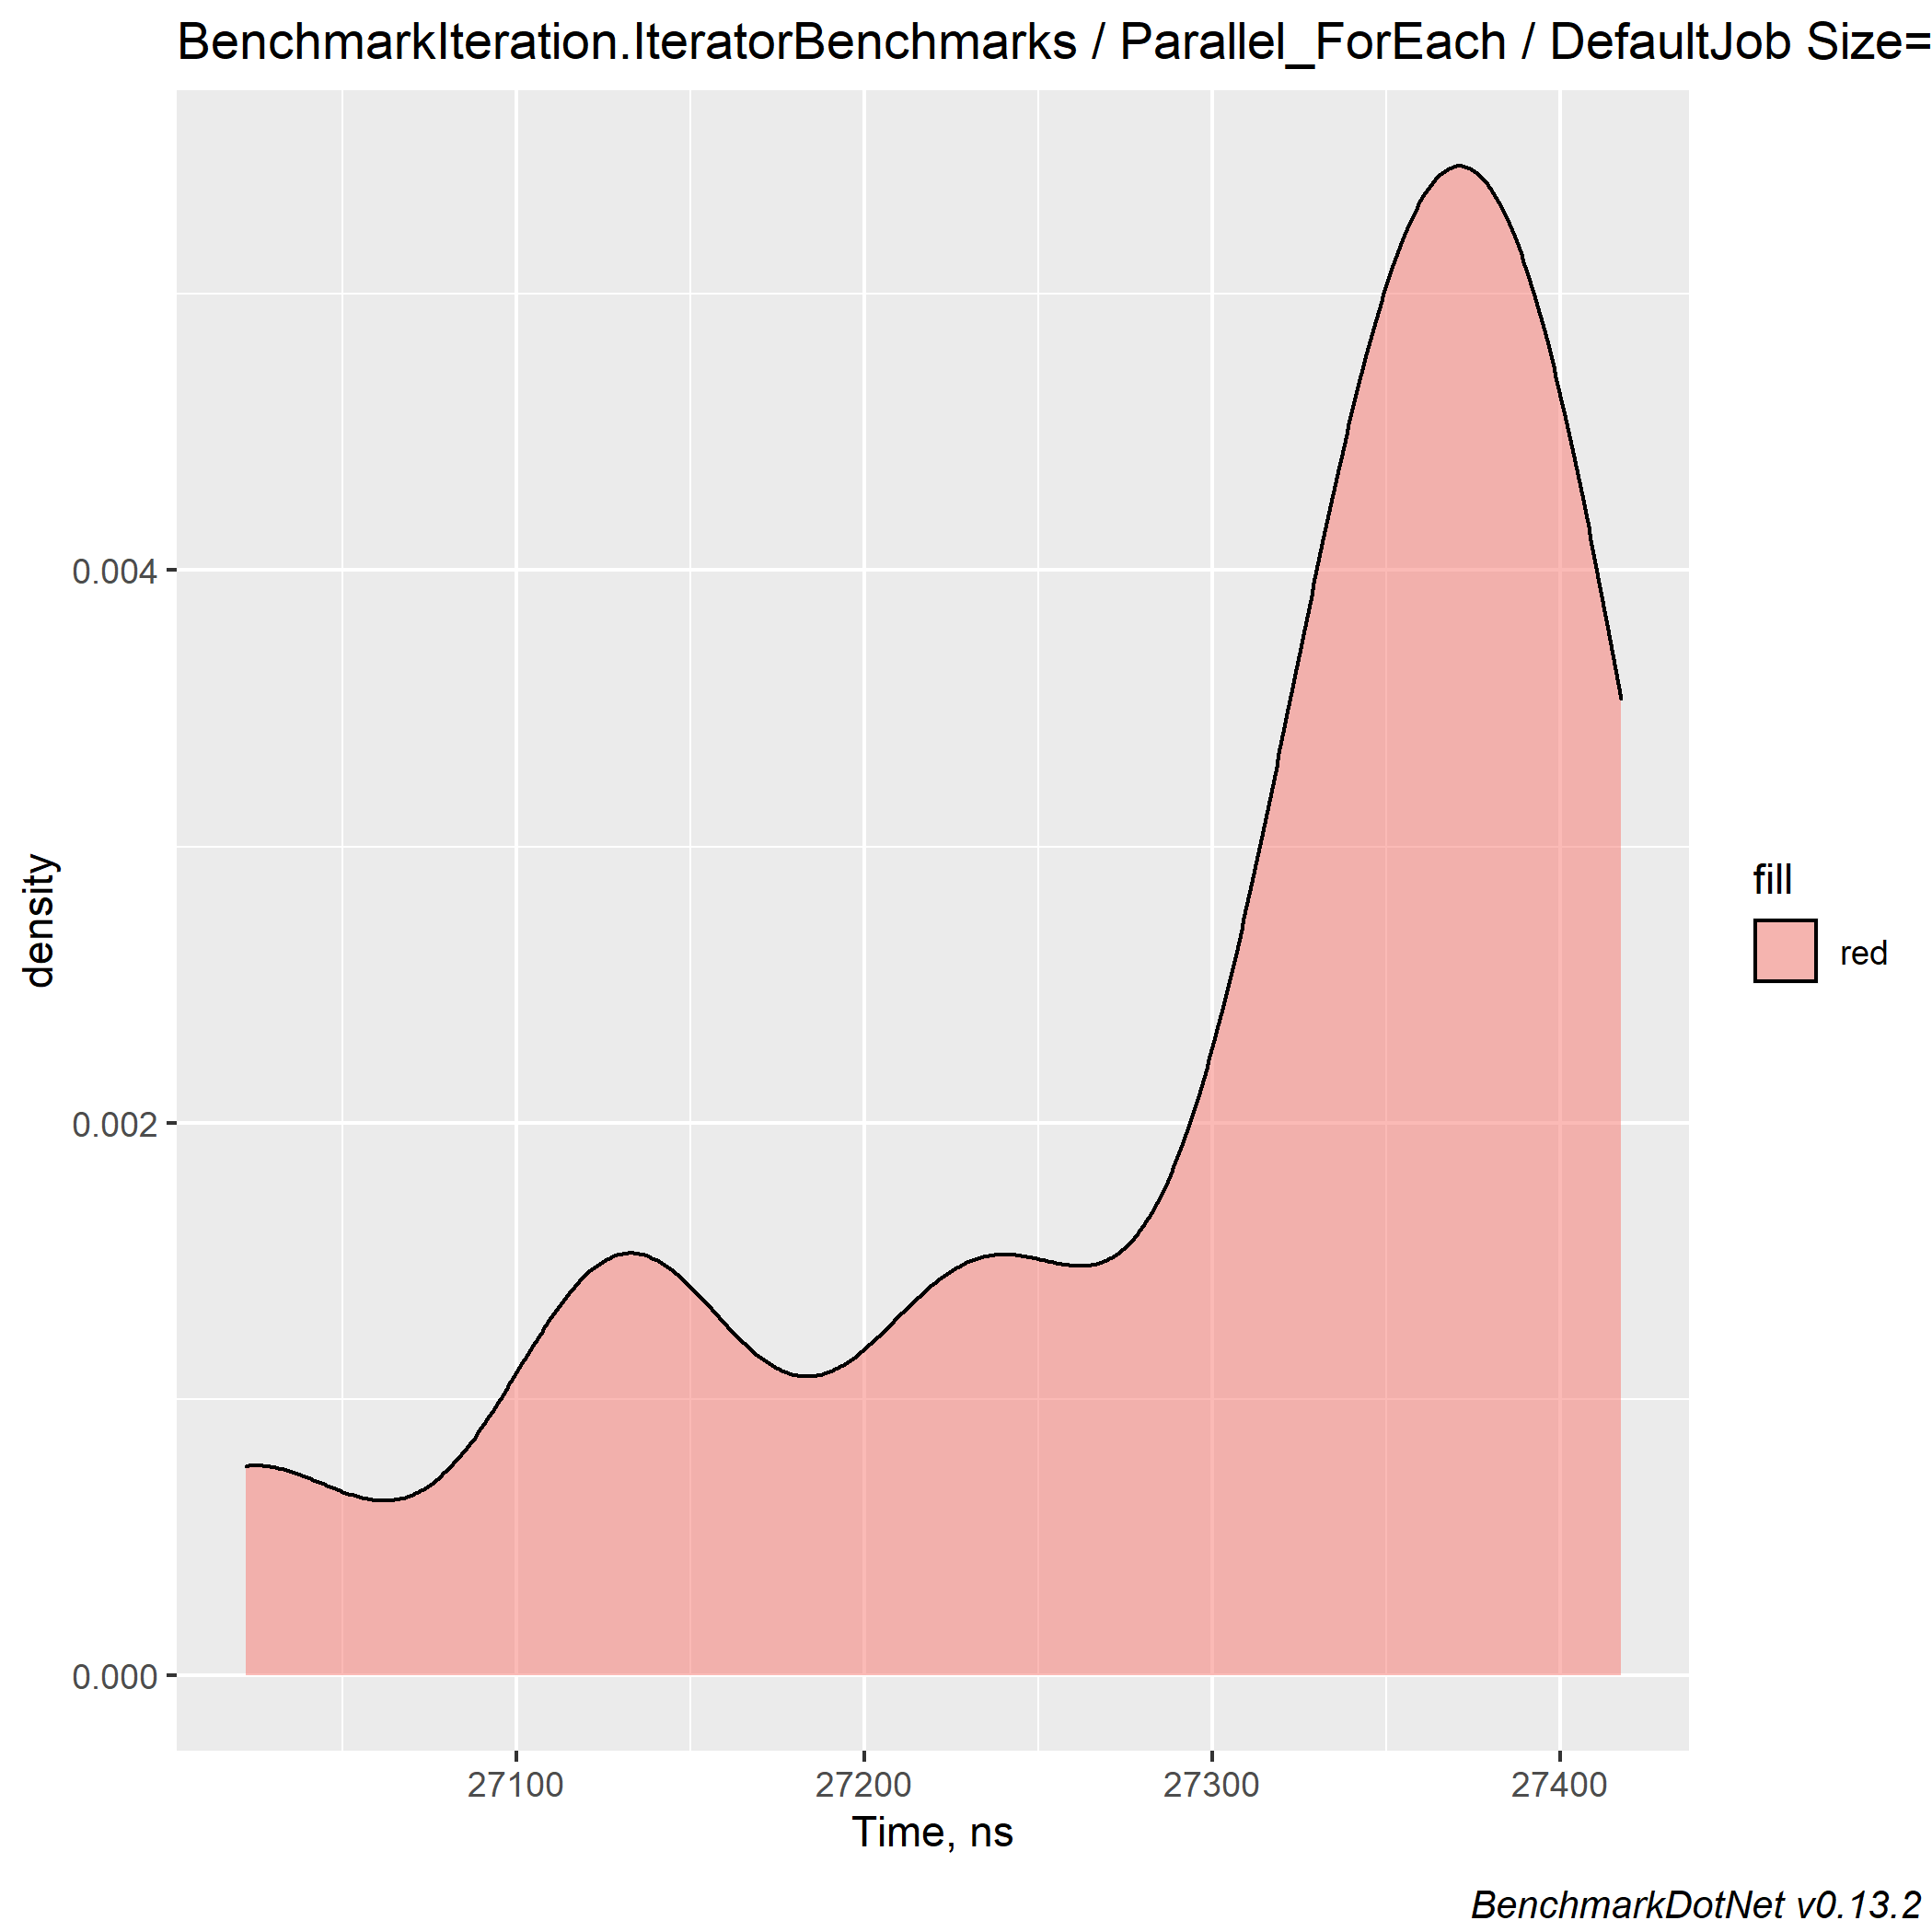 BenchmarkIteration.IteratorBenchmarks / Parallel_ForEach / DefaultJob Size=
0.004
0.002
0.000
density
27100
27200
27300
27400
Time, ns
fill
red
BenchmarkDotNet v0.13.2